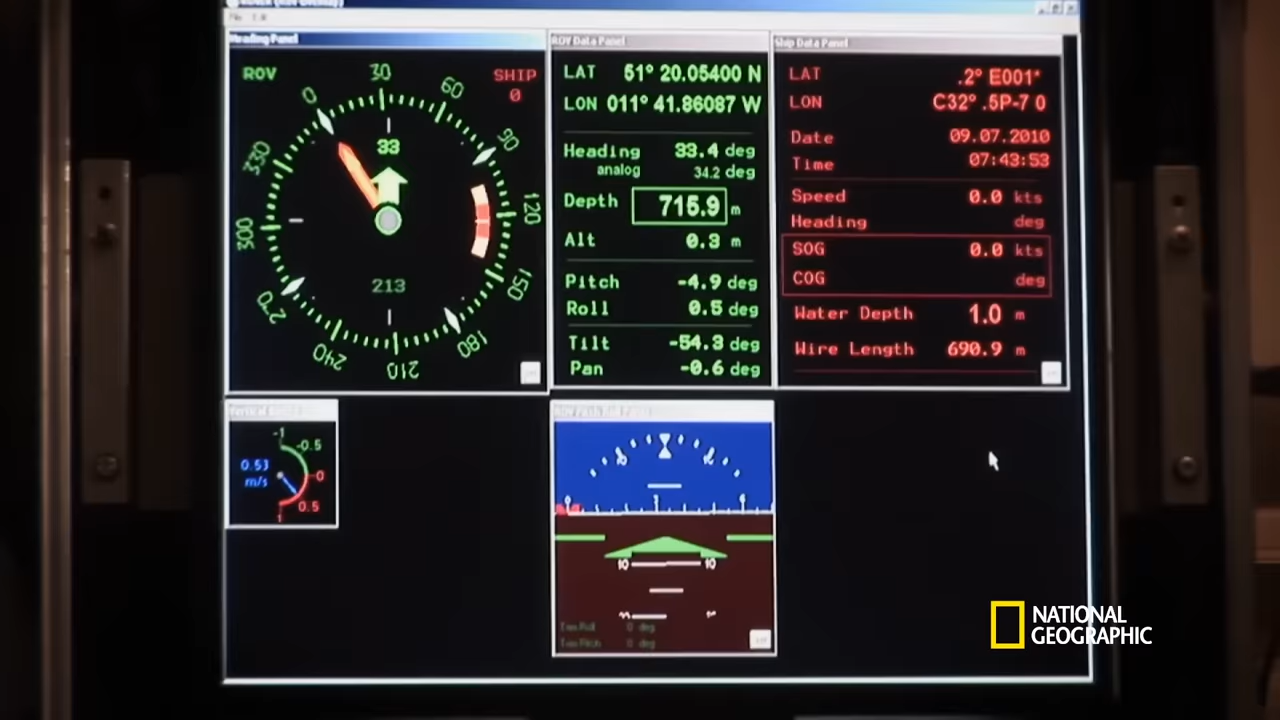 Heading Panel
ROV
SHIP
0
0
30
60
90
120
150
180
210
240
270
300
330
33
213
ROV Data Panel
LAT 51° 20.05400 N
LON 011° 41.86087 W
Heading 33.4 deg
analog 34.2 deg
Depth 715.9 m
Alt 0.3 m
Pitch -4.9 deg
Roll 0.5 deg
Tilt -54.3 deg
Pan -0.6 deg
Ship Data Panel
LAT .2° E001*
LON C32° .5P-7 0
Date 09.07.2010
Time 07:43:53
Speed 0.0 kts
Heading deg
SOG 0.0 kts
COG deg
Water Depth 1.0 m
Wire Length 690.9 m
Vertical
-1
-0.5
0.53
m/s
0
0.5
1
0 3 6
10 10
0 deg
0 deg
NATIONAL
GEOGRAPHIC